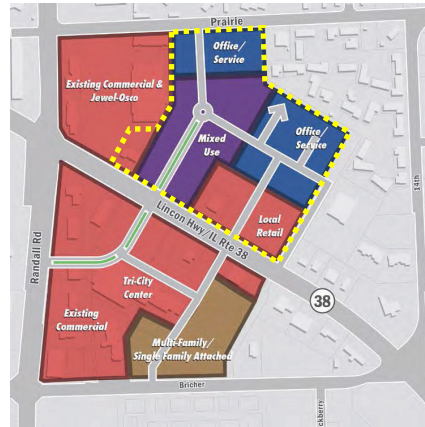 Prairie
Office/
Service
Existing Commercial &
Jewel-Osco
Mixed
Use
Office/
Service
14th
Lincon Hwy/IL Rte 38
Local
Retail
Randall Rd
Tri-City
Center
38
Existing
Commercial
Multi-Family/
Single Family Attached
Bricher
ckberry